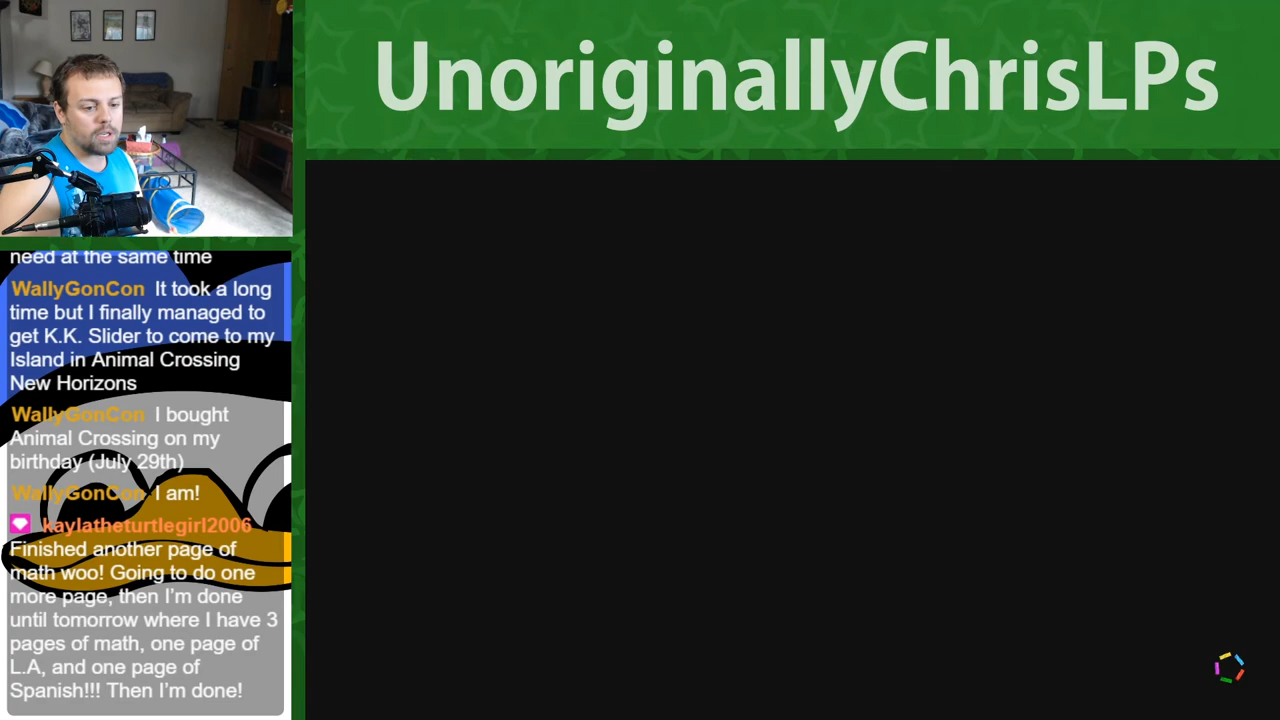 UnoriginallyChrisLPs
need at the same time
WallyGonCon It took a long
time but I finally managed to
get K.K. Slider to come to my
Island in Animal Crossing
New Horizons
WallyGonCon I bought
Animal Crossing on my
birthday (July 29th)
WallyGonCon I am!
kaylatheturtlegirl2006
Finished another page of
math woo! Going to do one
more page, then I’m done
until tomorrow where I have 3
pages of math, one page of
L.A, and one page of
Spanish!!! Then I’m done!